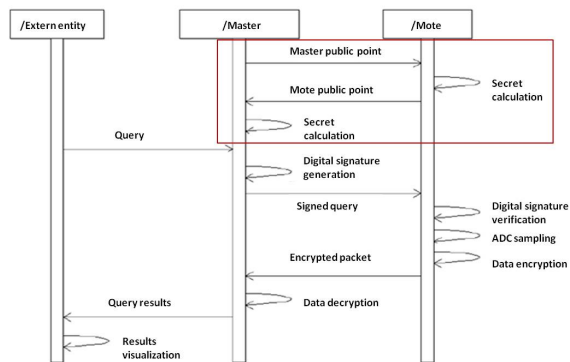 /Extern entity
/Master
/Mote
Master public point
Secret
calculation
Mote public point
Secret
calculation
Query
Digital signature
generation
Signed query
Digital signature
verification
ADC sampling
Encrypted packet
Data encryption
Query results
Data decryption
Results
visualization